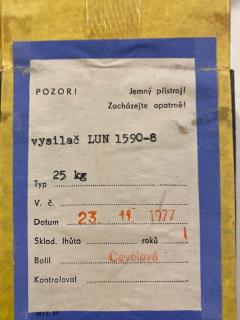 POZOR! Jemný přístroj!
Zacházejte opatrně!
vysílač LUN 1590-8
Typ 25 kg
V. č.
Datum 23 11 1977
Sklad. lhůta roků 1
Balil Cevelová
Kontroloval